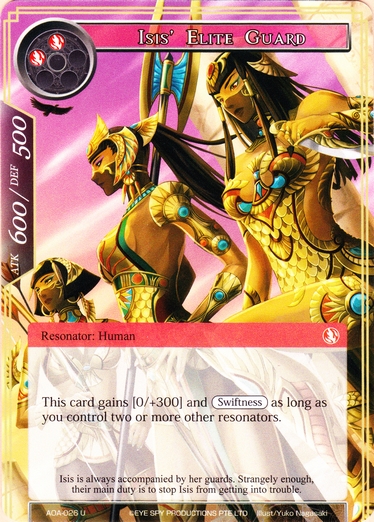 Isis' Elite Guard
ATK 600 / DEF 500
Resonator: Human
This card gains [0/+300] and Swiftness as long as
you control two or more other resonators.
Isis is always accompanied by her guards. Strangely enough,
their main duty is to stop Isis from getting into trouble.
AOA-026 U ©EYE SPY PRODUCTIONS PTE LTD Illust/Yuko Nagasaki